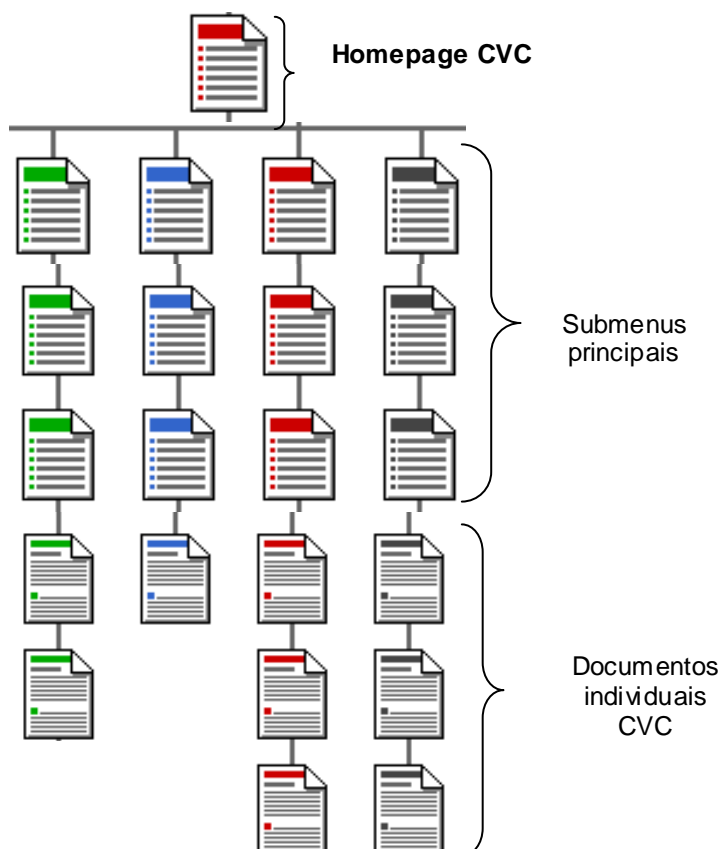 Homepage CVC
Submenus
principais
Documentos
individuais
CVC